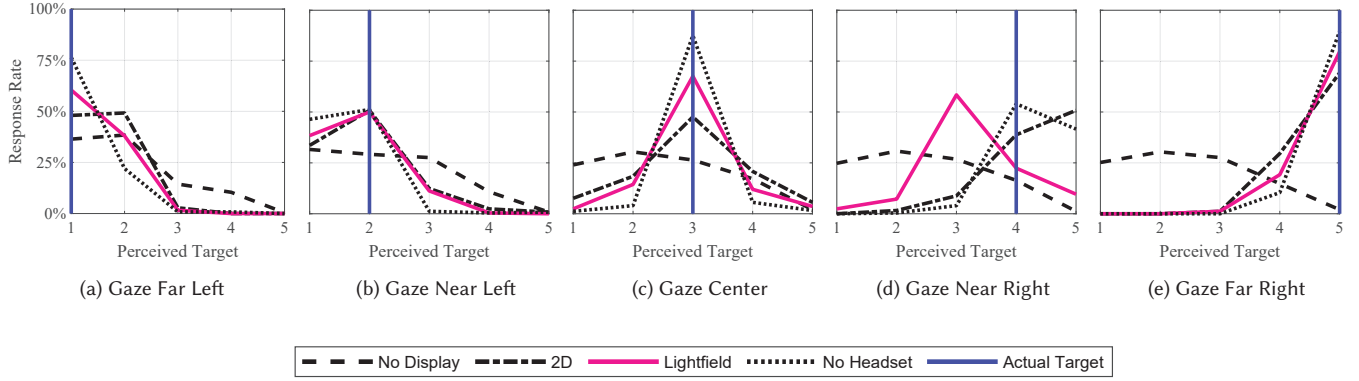 100%
75%
50%
25%
0%
Response Rate
1 2 3 4 5
1 2 3 4 5
1 2 3 4 5
1 2 3 4 5
1 2 3 4 5
Perceived Target
Perceived Target
Perceived Target
Perceived Target
Perceived Target
(a) Gaze Far Left
(b) Gaze Near Left
(c) Gaze Center
(d) Gaze Near Right
(e) Gaze Far Right
No Display 2D Lightfield No Headset Actual Target